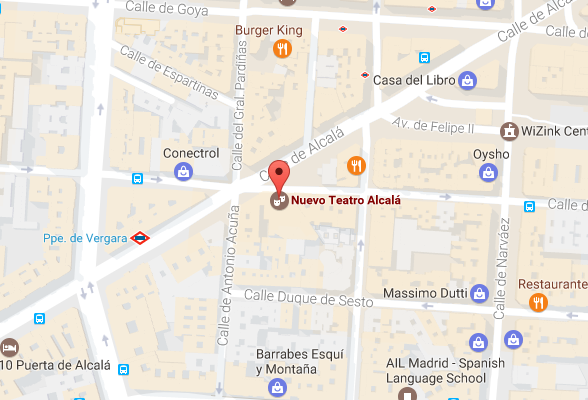 Calle de Goya
Calle de Alca
Burger King
Calle de Espartinas
Calle del Gral. Pardiñas
Casa del Libro
Av. de Felipe II
WiZink Cent
Conectrol
Calle de Alcalá
Oysho
Nuevo Teatro Alcalá
Ppe. de Vergara
Calle de Antonio Acuña
Calle de Narváez
Calle Duque de Sesto
Massimo Dutti
Restaurante
10 Puerta de Alcalá
Barrabes Esquí
y Montaña
AIL Madrid - Spanish
Language School